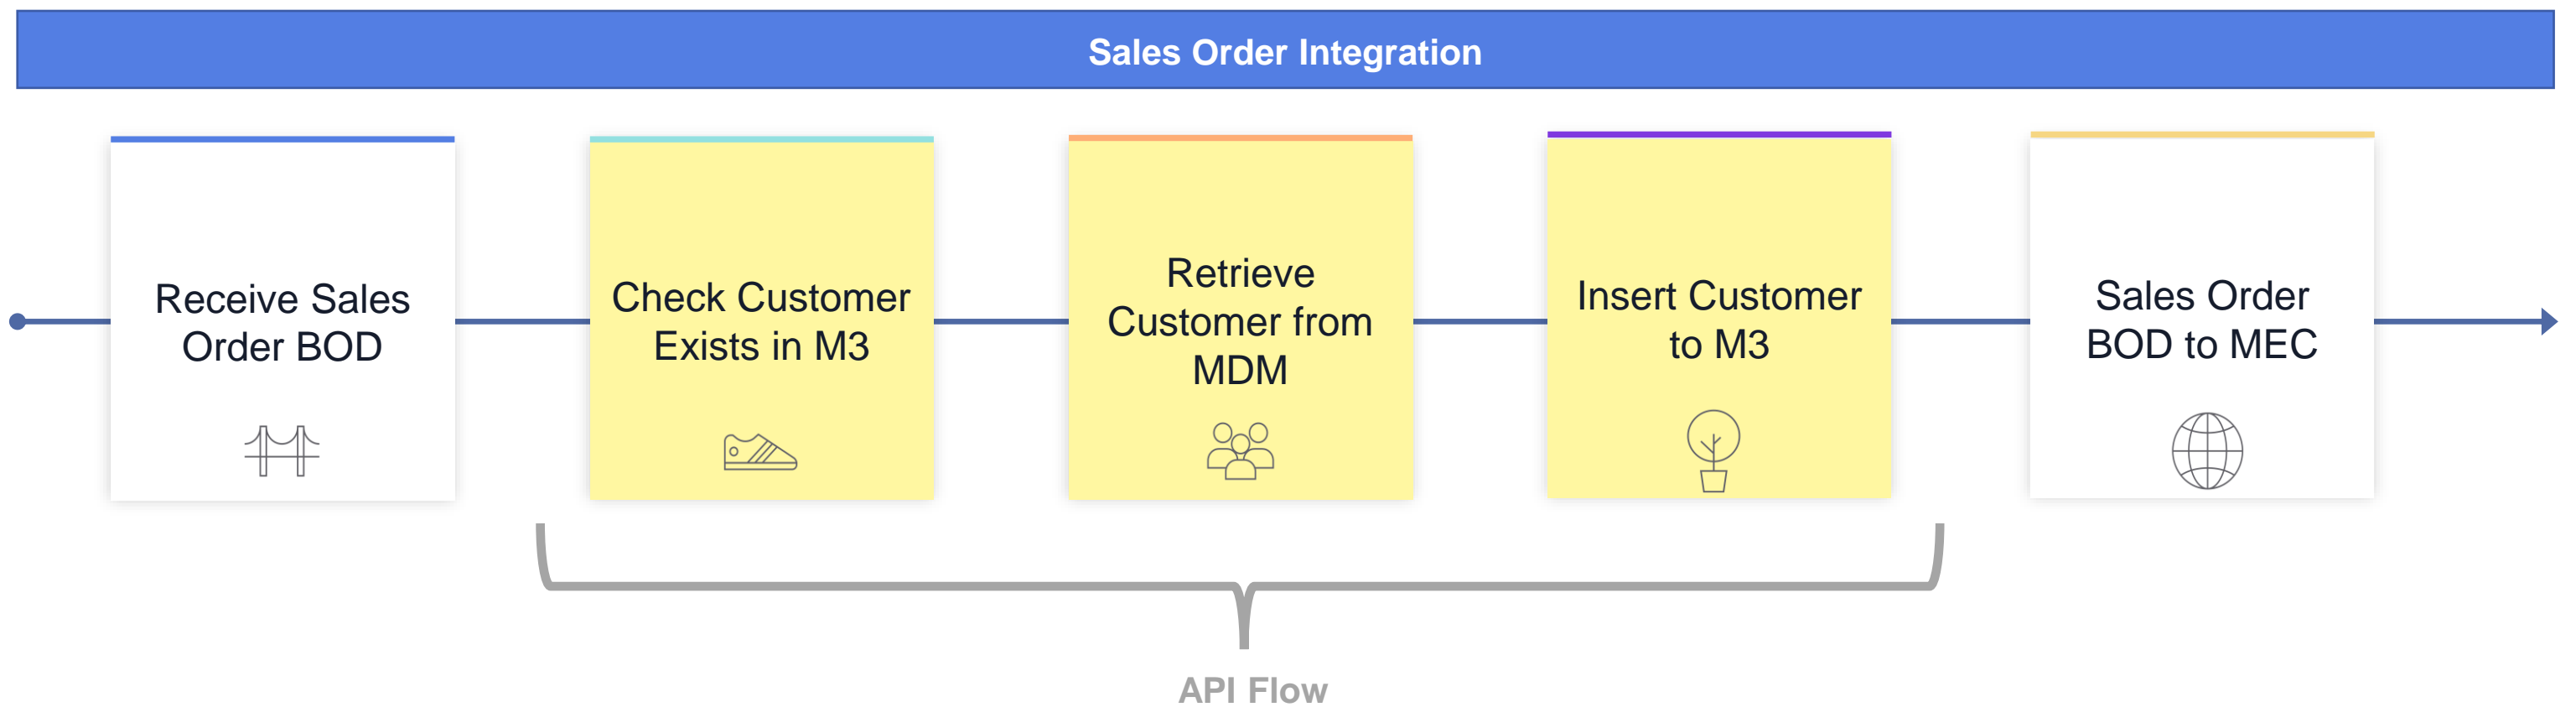 Sales Order Integration
Receive Sales
Order BOD
Check Customer
Exists in M3
Retrieve
Customer from
MDM
Insert Customer
to M3
Sales Order
BOD to MEC
API Flow